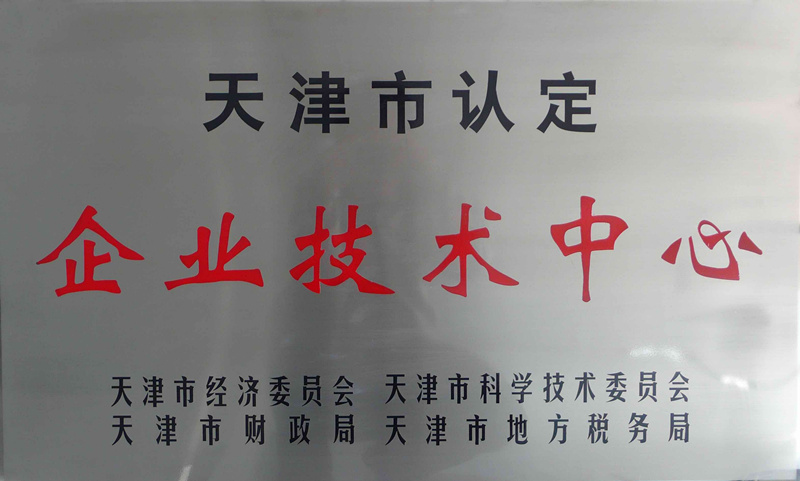 天津市认定
企业技术中心
天津市经济委员会 天津市科学技术委员会
天津市财政局 天津市地方税务局